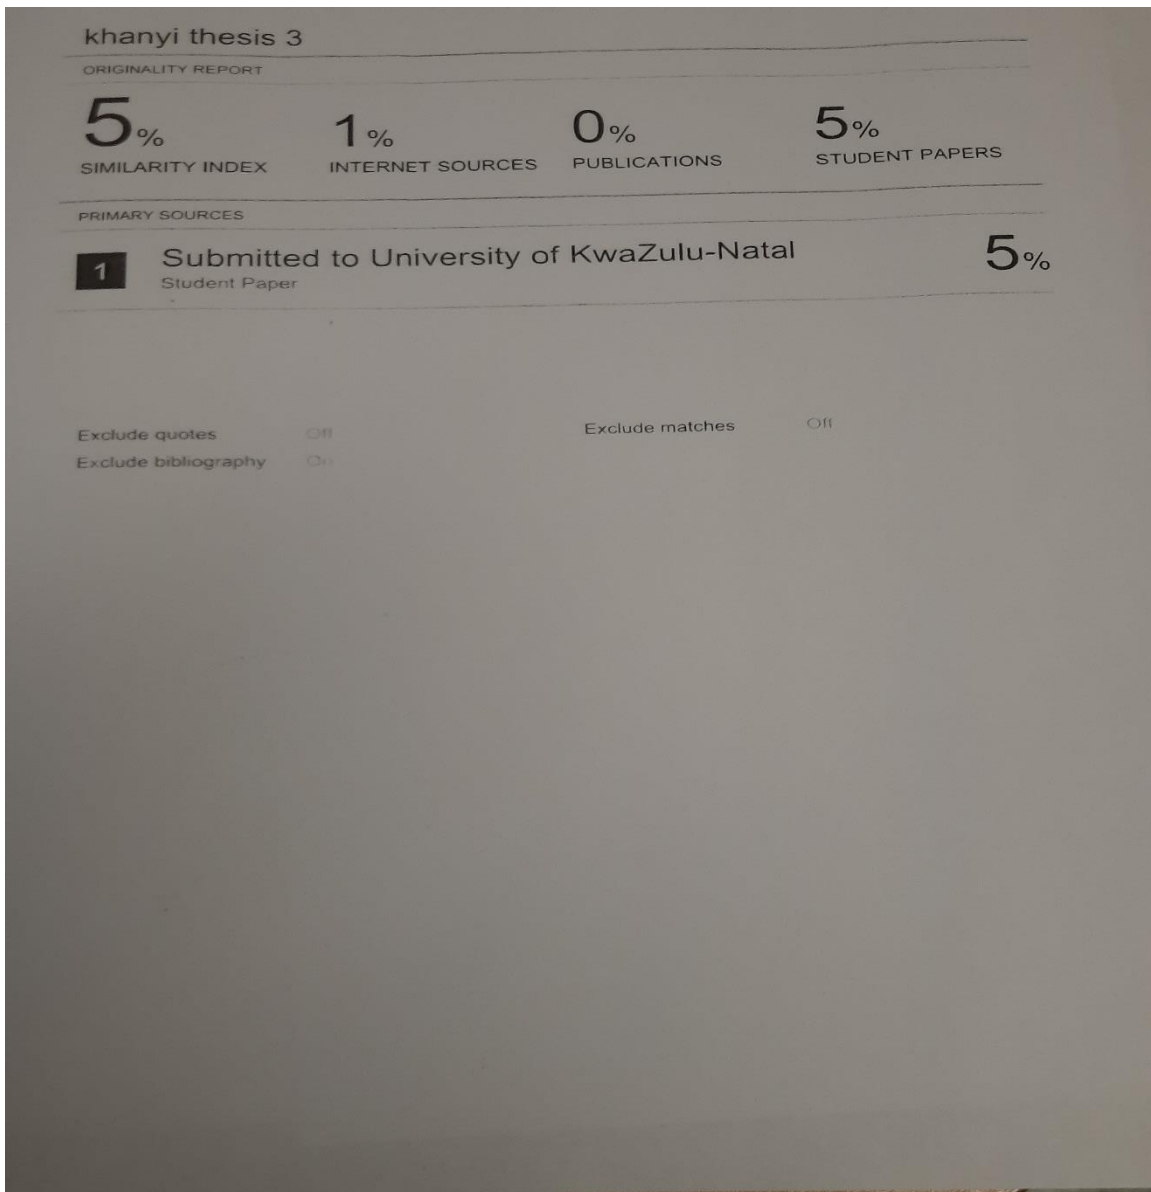 khanyi thesis 3
ORIGINALITY REPORT
5% 1% 0% 5%
SIMILARITY INDEX INTERNET SOURCES PUBLICATIONS STUDENT PAPERS
PRIMARY SOURCES
1 Submitted to University of KwaZulu-Natal 5%
Student Paper
Exclude quotes Off Exclude matches Off
Exclude bibliography On